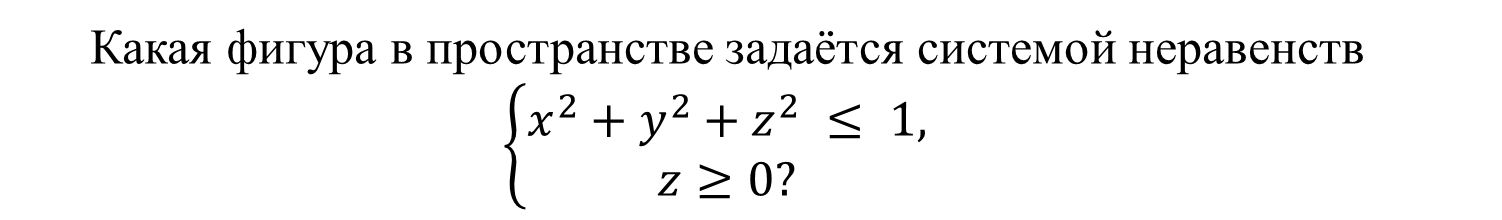 Какая фигура в пространстве задаётся системой неравенств
x² + y² + z² ≤ 1,
z ≥ 0?